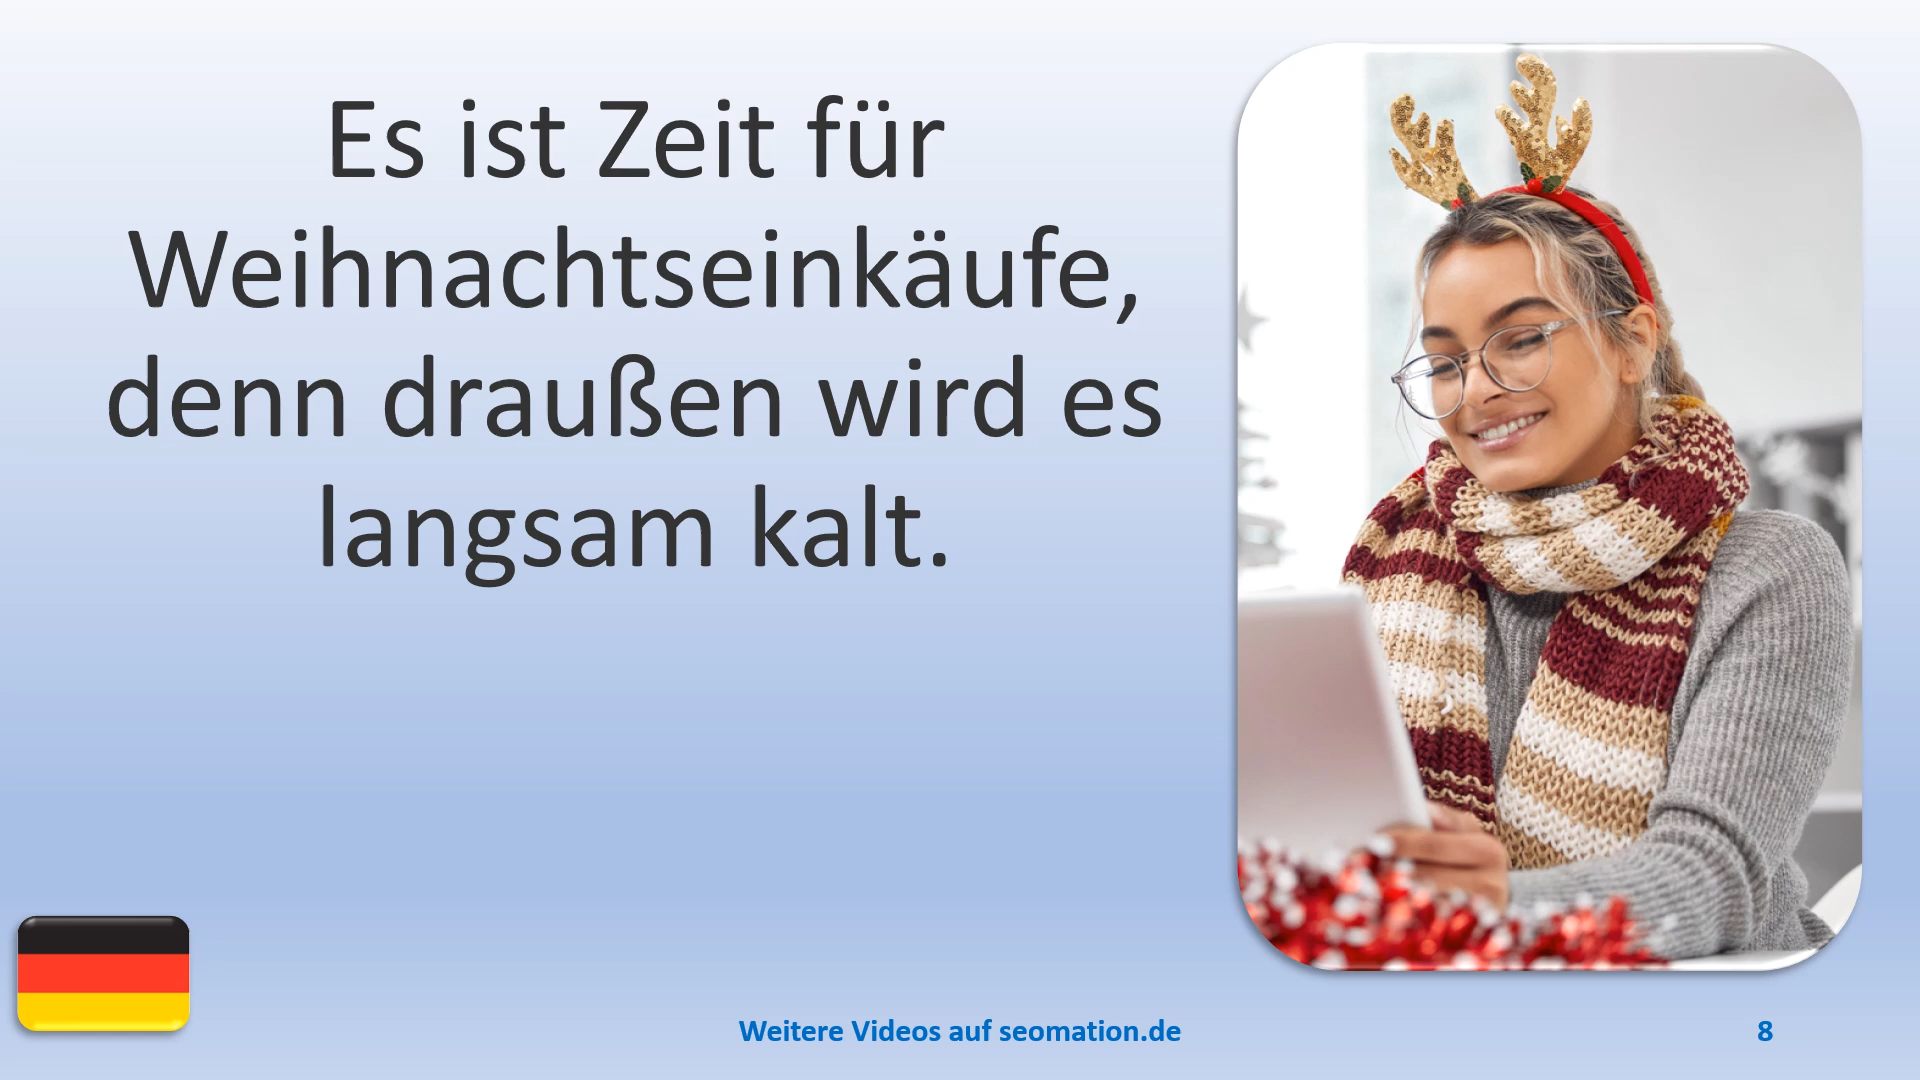 Es ist Zeit für
Weihnachtseinkäufe,
denn draußen wird es
langsam kalt.
Weitere Videos auf seomation.de
8